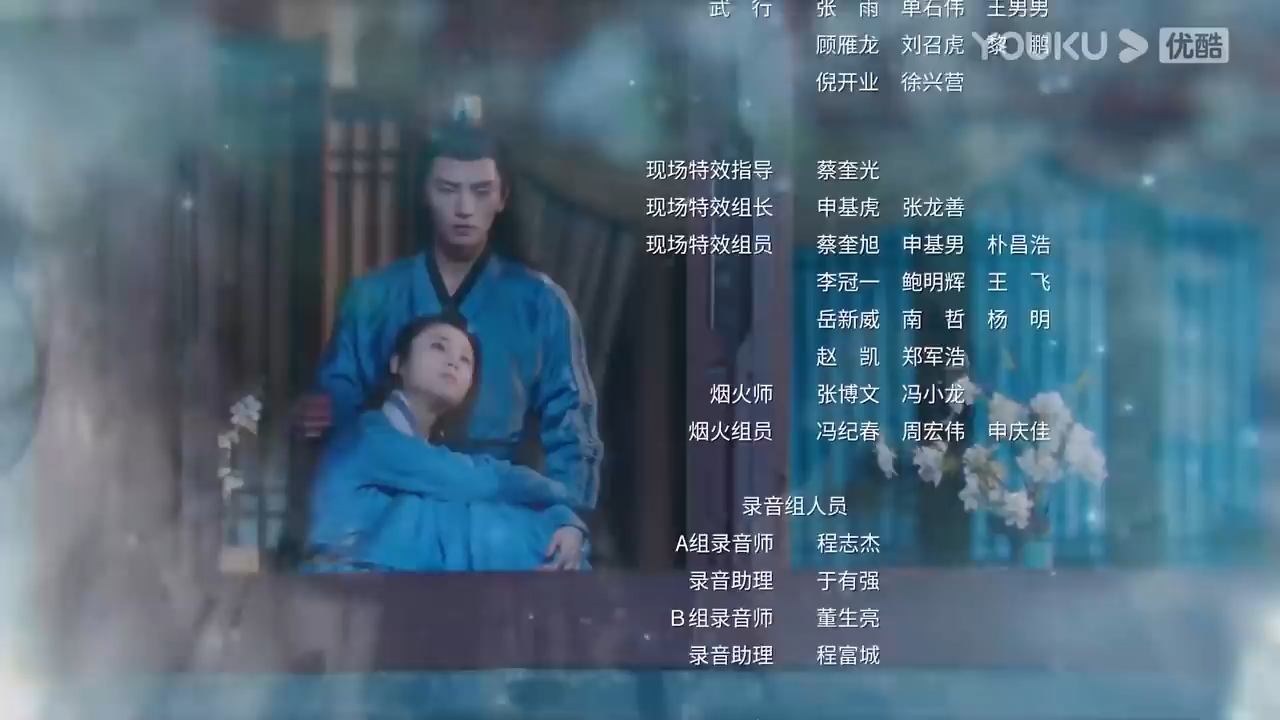 武 行 张 雨 单石伟 王男男
顾雁龙 刘召虎 黎 鹏
YOUKU 优酷
倪开业 徐兴营
现场特效指导 蔡奎光
现场特效组长 申基虎 张龙善
现场特效组员 蔡奎旭 申基男 朴昌浩
李冠一 鲍明辉 王 飞
岳新威 南 哲 杨 明
赵 凯 郑军浩
烟火师 张博文 冯小龙
烟火组员 冯纪春 周宏伟 申庆佳
录音组人员
A组录音师 程志杰
录音助理 于有强
B组录音师 董生亮
录音助理 程富城